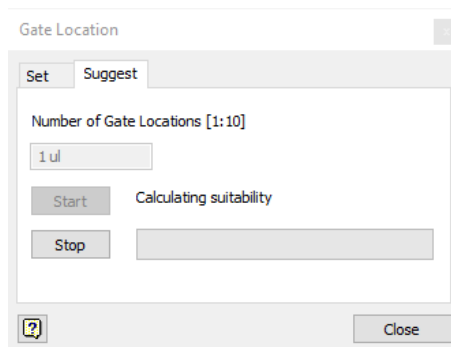 Gate Location
Set Suggest
Number of Gate Locations [1:10]
1 ul
Start Calculating suitability
Stop
?
Close